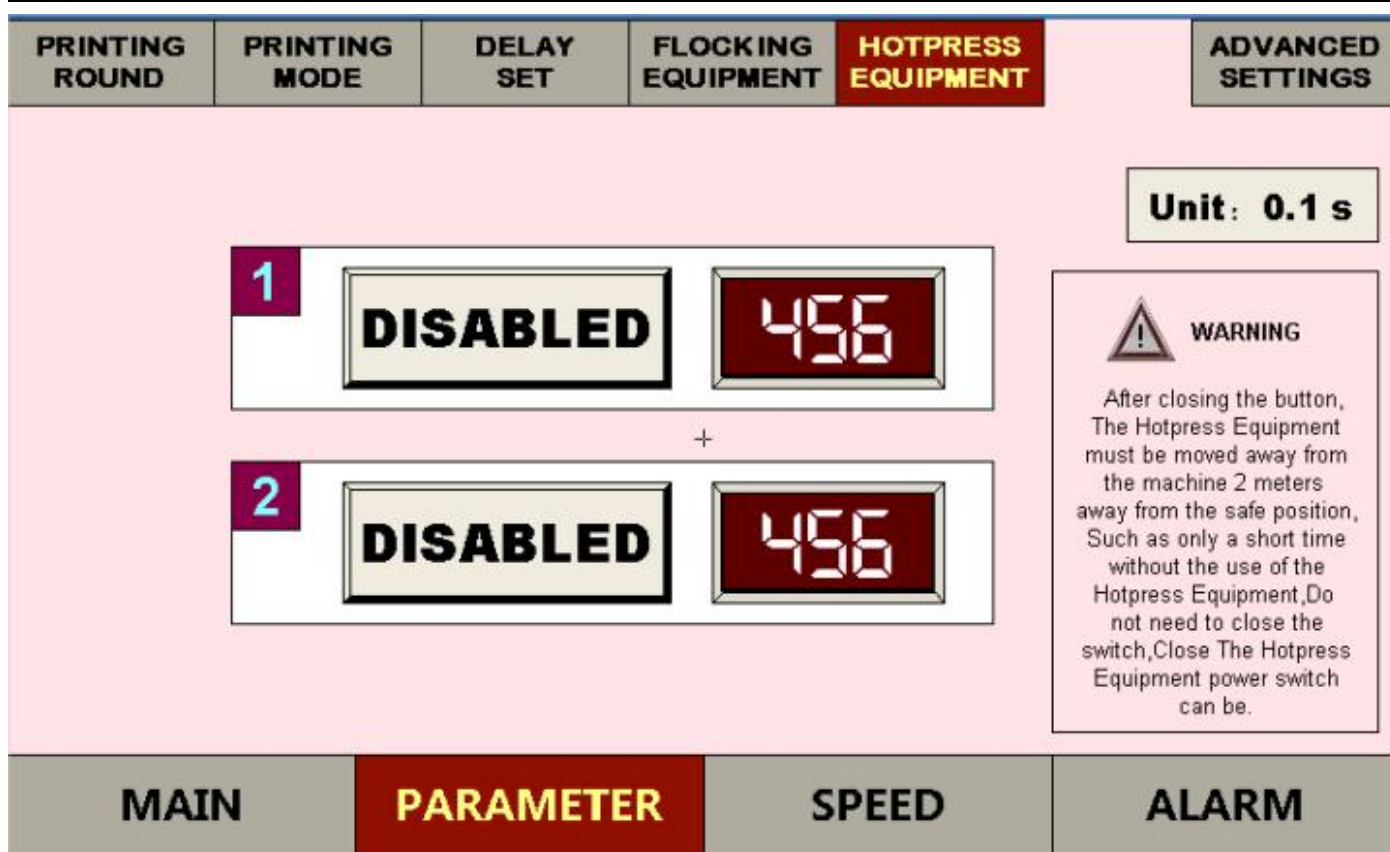 PRINTING ROUND
PRINTING MODE
DELAY SET
FLOCKING EQUIPMENT
HOTPRESS EQUIPMENT
ADVANCED SETTINGS
Unit: 0.1 s
1
DISABLED
456
2
DISABLED
456
WARNING
After closing the button,
The Hotpress Equipment
must be moved away from
the machine 2 meters
away from the safe position,
Such as only a short time
without the use of the
Hotpress Equipment,Do
not need to close the
switch,Close The Hotpress
Equipment power switch
can be.
MAIN
PARAMETER
SPEED
ALARM